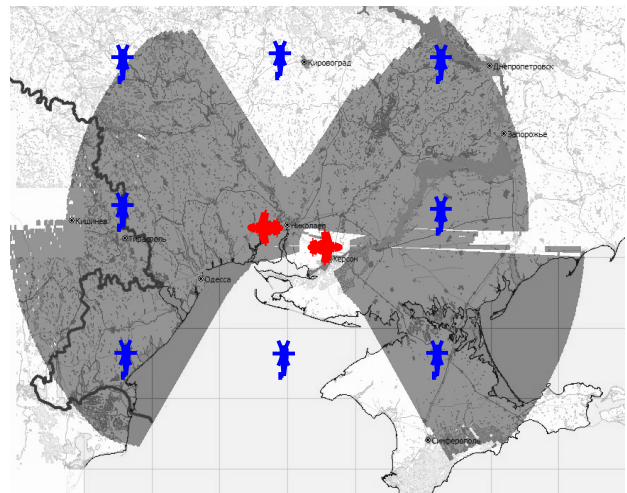 Кировоград
Днепропетровск
Запорожье
Кишинев
Николаев
Тирасполь
Херсон
Одесса
Симферополь